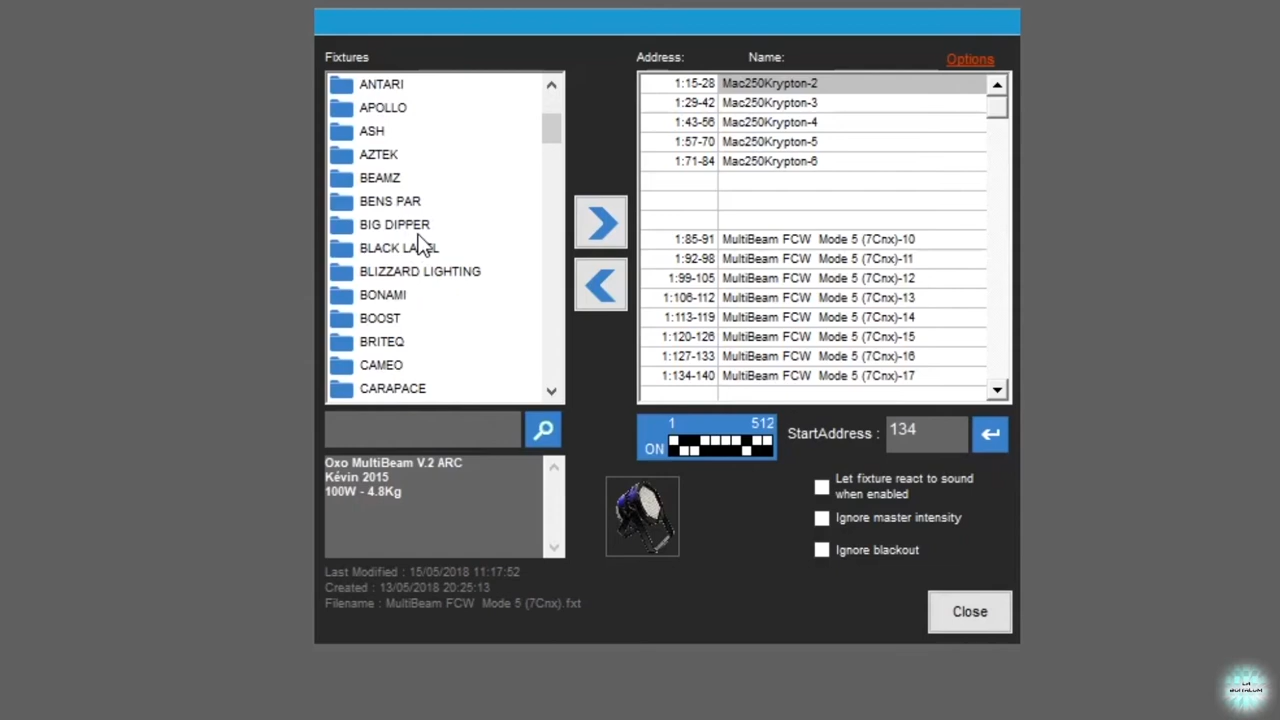 Fixtures
Address: Name: Options
ANTARI
APOLLO
ASH
AZTEK
BEAMZ
BENS PAR
BIG DIPPER
BLACK LABEL
BLIZZARD LIGHTING
BONAMI
BOOST
BRITEQ
CAMEO
CARAPACE
1:15-28 Mac250Krypton-2
1:29-42 Mac250Krypton-3
1:43-56 Mac250Krypton-4
1:57-70 Mac250Krypton-5
1:71-84 Mac250Krypton-6
1:85-91 MultiBeam FCW Mode 5 (7Cnx)-10
1:92-98 MultiBeam FCW Mode 5 (7Cnx)-11
1:99-105 MultiBeam FCW Mode 5 (7Cnx)-12
1:106-112 MultiBeam FCW Mode 5 (7Cnx)-13
1:113-119 MultiBeam FCW Mode 5 (7Cnx)-14
1:120-126 MultiBeam FCW Mode 5 (7Cnx)-15
1:127-133 MultiBeam FCW Mode 5 (7Cnx)-16
1:134-140 MultiBeam FCW Mode 5 (7Cnx)-17
1 512
ON
StartAddress : 134
Oxo MultiBeam V.2 ARC
Kévin 2015
100W - 4.8Kg
Let fixture react to sound
when enabled
Ignore master intensity
Ignore blackout
Last Modified : 15/05/2018 11:17:52
Created : 13/05/2018 20:25:13
Filename : MultiBeam FCW Mode 5 (7Cnx).fxt
Close